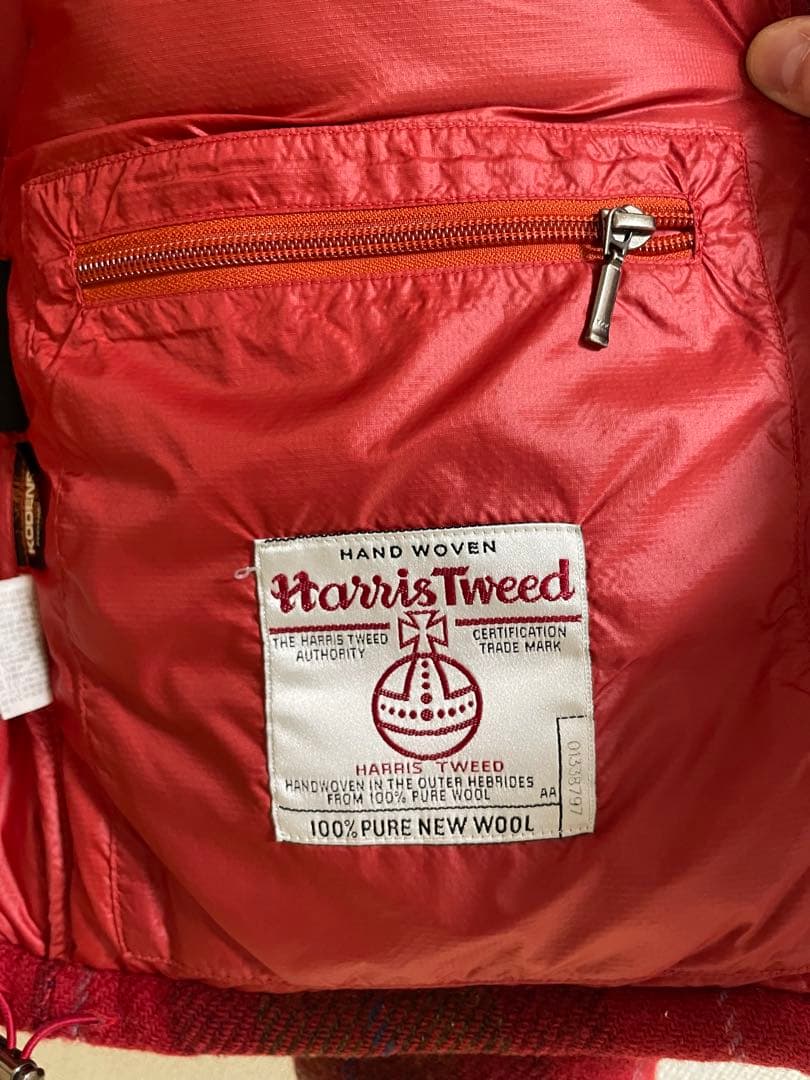 HAND WOVEN
Harris Tweed
THE HARRIS TWEED
AUTHORITY
CERTIFICATION
TRADE MARK
HARRIS TWEED
HANDWOVEN IN THE OUTER HEBRIDES
FROM 100% PURE WOOL
AA
01338797
100% PURE NEW WOOL